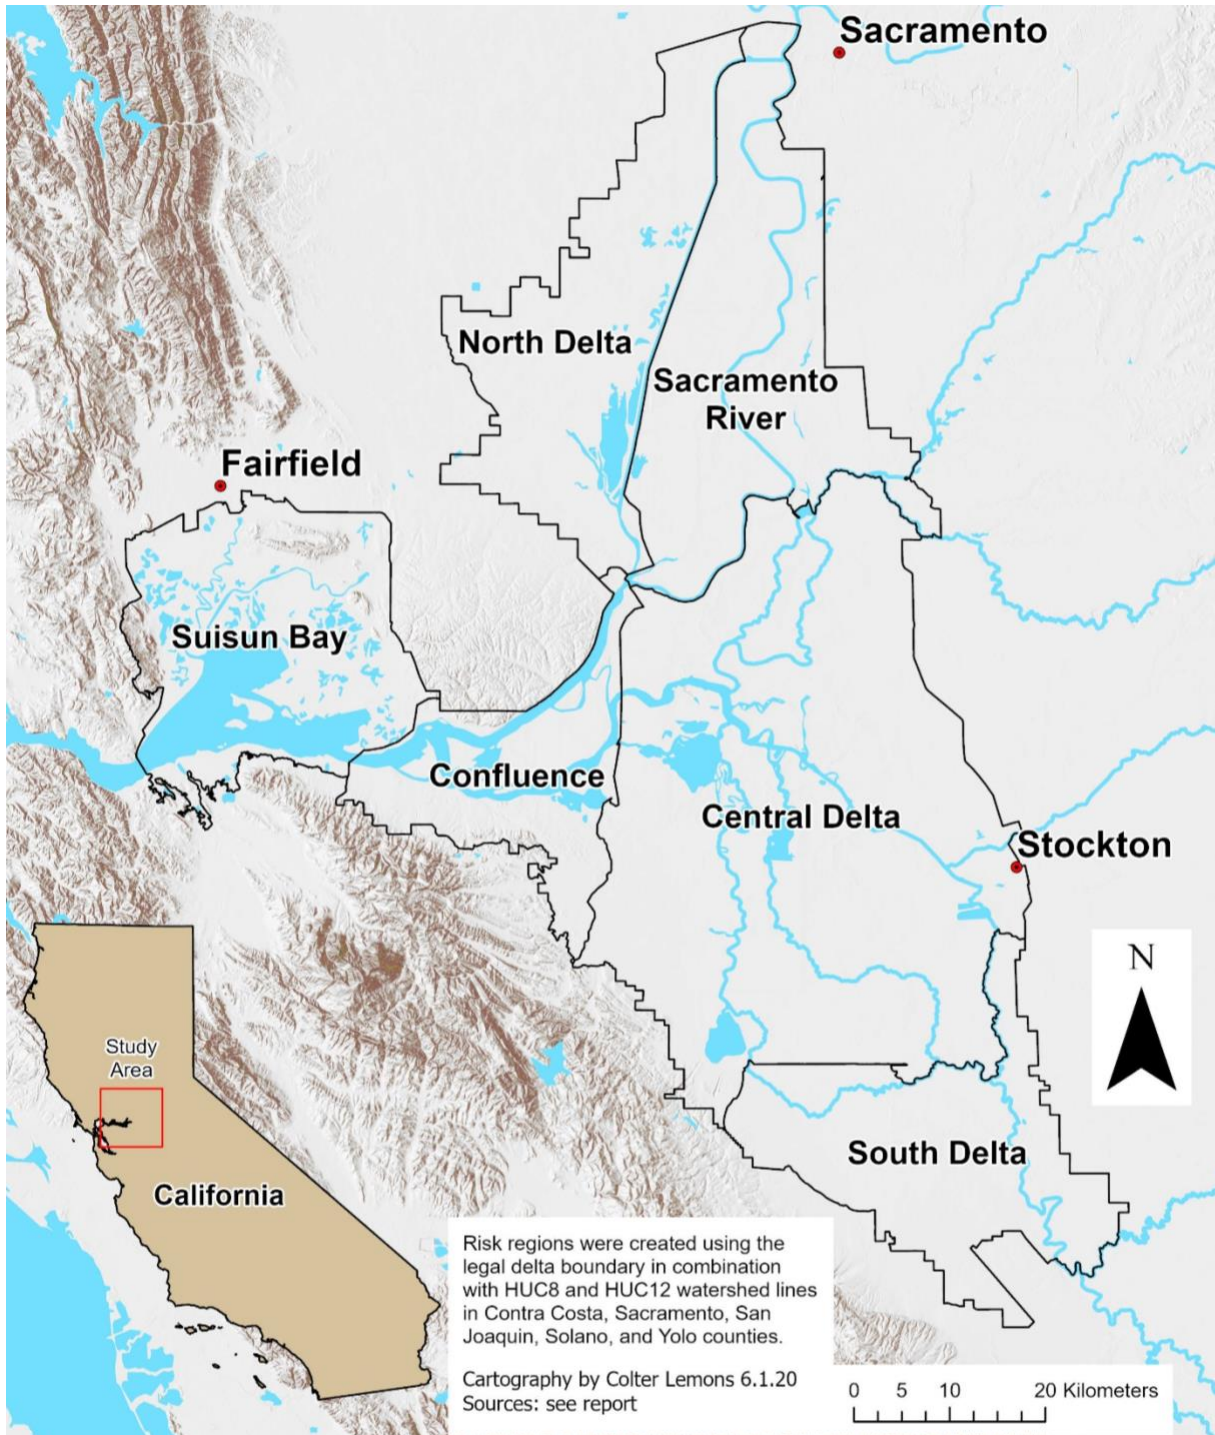 Sacramento
North Delta
Sacramento
River
Fairfield
Suisun Bay
Confluence
Central Delta
Stockton
N
Study
Area
South Delta
California
Risk regions were created using the
legal delta boundary in combination
with HUC8 and HUC12 watershed lines
in Contra Costa, Sacramento, San
Joaquin, Solano, and Yolo counties.
Cartography by Colter Lemons 6.1.20
Sources: see report
0 5 10 20 Kilometers